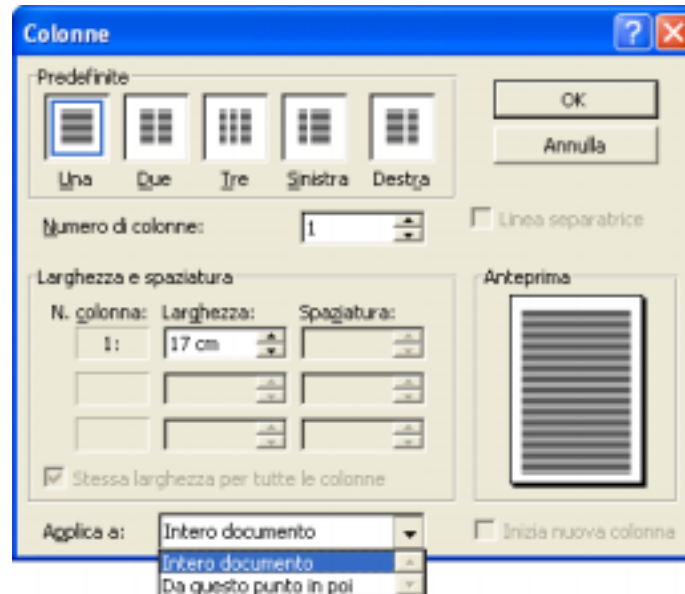 Colonne
Predefinite
Una Due Tre Sinistra Destra
OK
Annulla
Numero di colonne: 1
Linea separatrice
Larghezza e spaziatura
N. colonna: Larghezza: Spaziatura:
1: 17 cm
Stessa larghezza per tutte le colonne
Anteprima
Applica a: Intero documento
Inizia nuova colonna
Intero documento
Da questo punto in poi